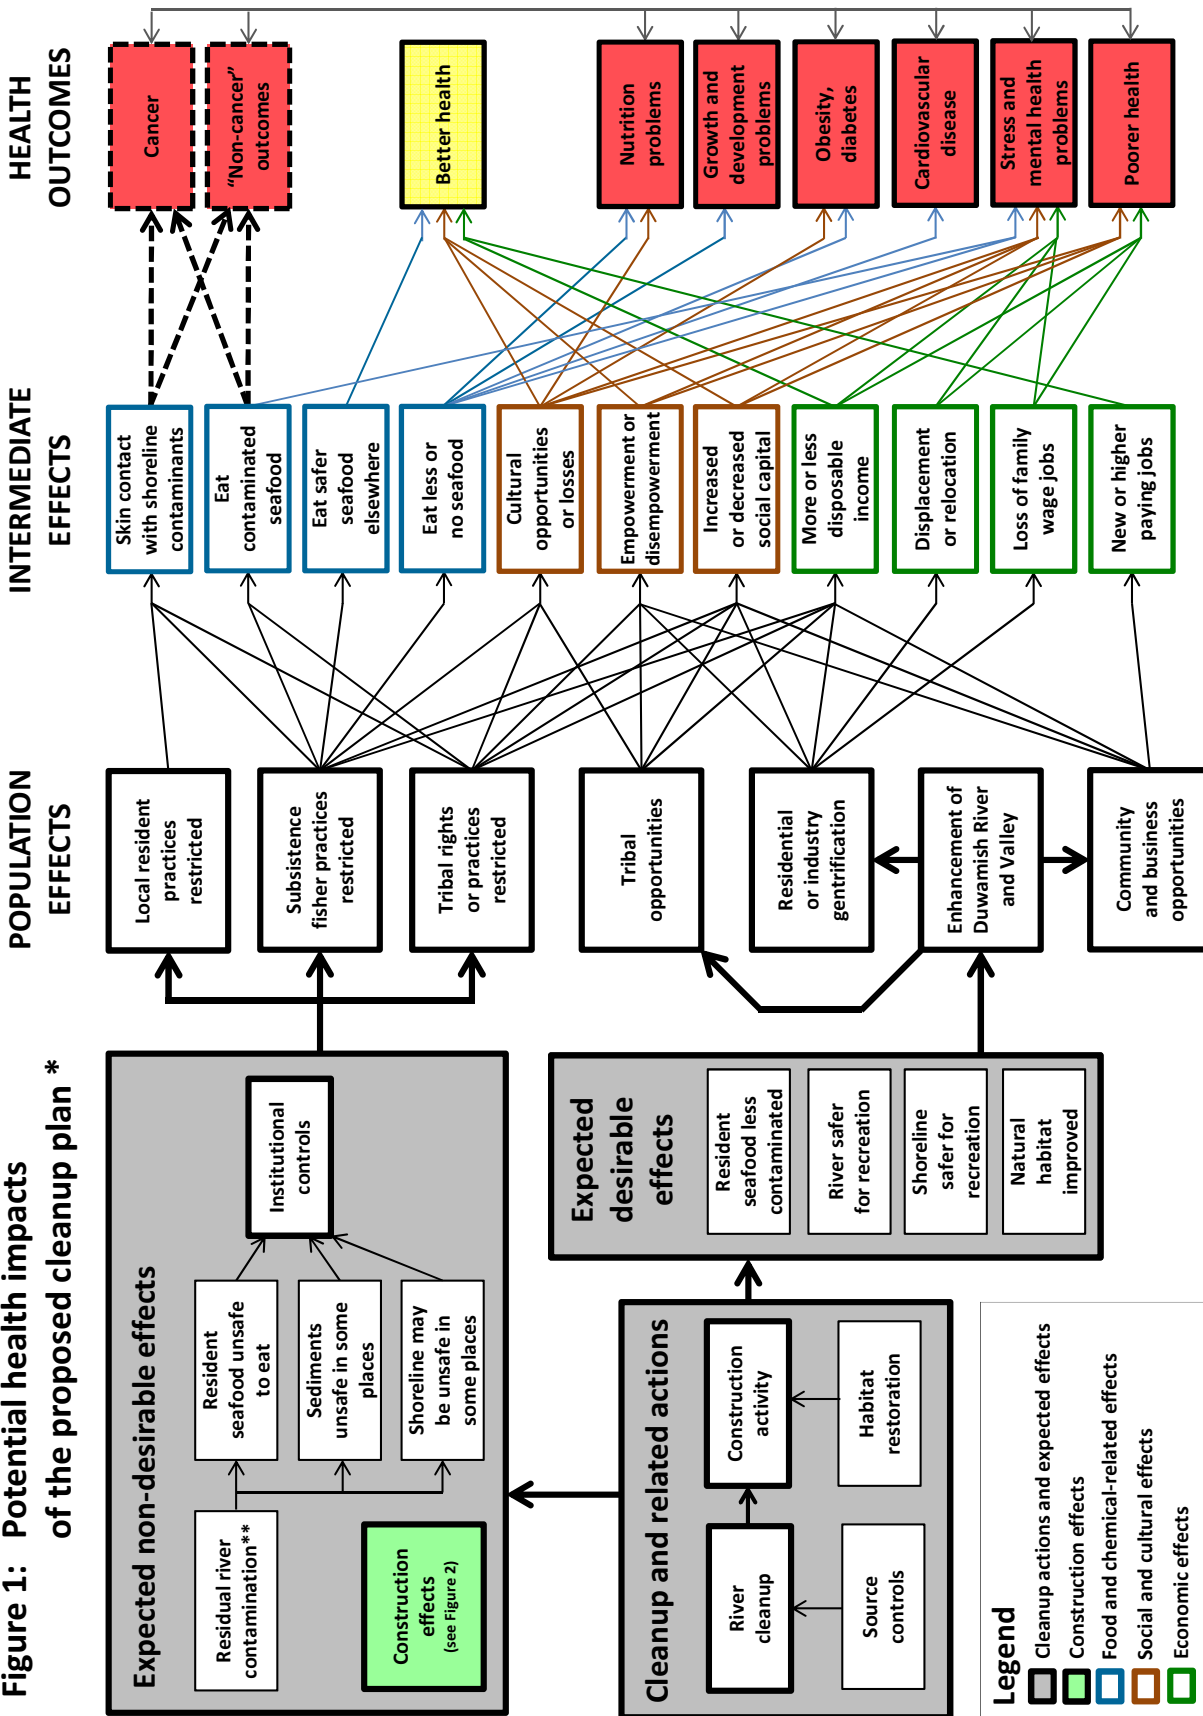 Figure 1:   Potential health impacts
of the proposed cleanup plan *
POPULATION
EFFECTS
INTERMEDIATE
EFFECTS
HEALTH
OUTCOMES
Expected non-desirable effects
Residual river
contamination**
Resident
seafood unsafe
to eat
Sediments
unsafe in some
places
Shoreline may
be unsafe in
some places
Institutional
controls
Construction
effects
(see Figure 2)
Cleanup and related actions
River
cleanup
Construction
activity
Source
controls
Habitat
restoration
Expected
desirable
effects
Resident
seafood less
contaminated
River safer
for recreation
Shoreline
safer for
recreation
Natural
habitat
improved
Local resident
practices
restricted
Subsistence
fisher practices
restricted
Tribal rights
or practices
restricted
Tribal
opportunities
Residential
or industry
gentrification
Enhancement of
Duwamish River
and Valley
Community
and business
opportunities
Skin contact
with shoreline
contaminants
Eat
contaminated
seafood
Eat safer
seafood
elsewhere
Eat less or
no seafood
Cultural
opportunities
or losses
Empowerment or
disempowerment
Increased
or decreased
social capital
More or less
disposable
income
Displacement
or relocation
Loss of family
wage jobs
New or higher
paying jobs
Cancer
“Non-cancer”
outcomes
Better health
Nutrition
problems
Growth and
development
problems
Obesity,
diabetes
Cardiovascular
disease
Stress and
mental health
problems
Poorer health
Legend
Cleanup actions and expected effects
Construction effects
Food and chemical-related effects
Social and cultural effects
Economic effects